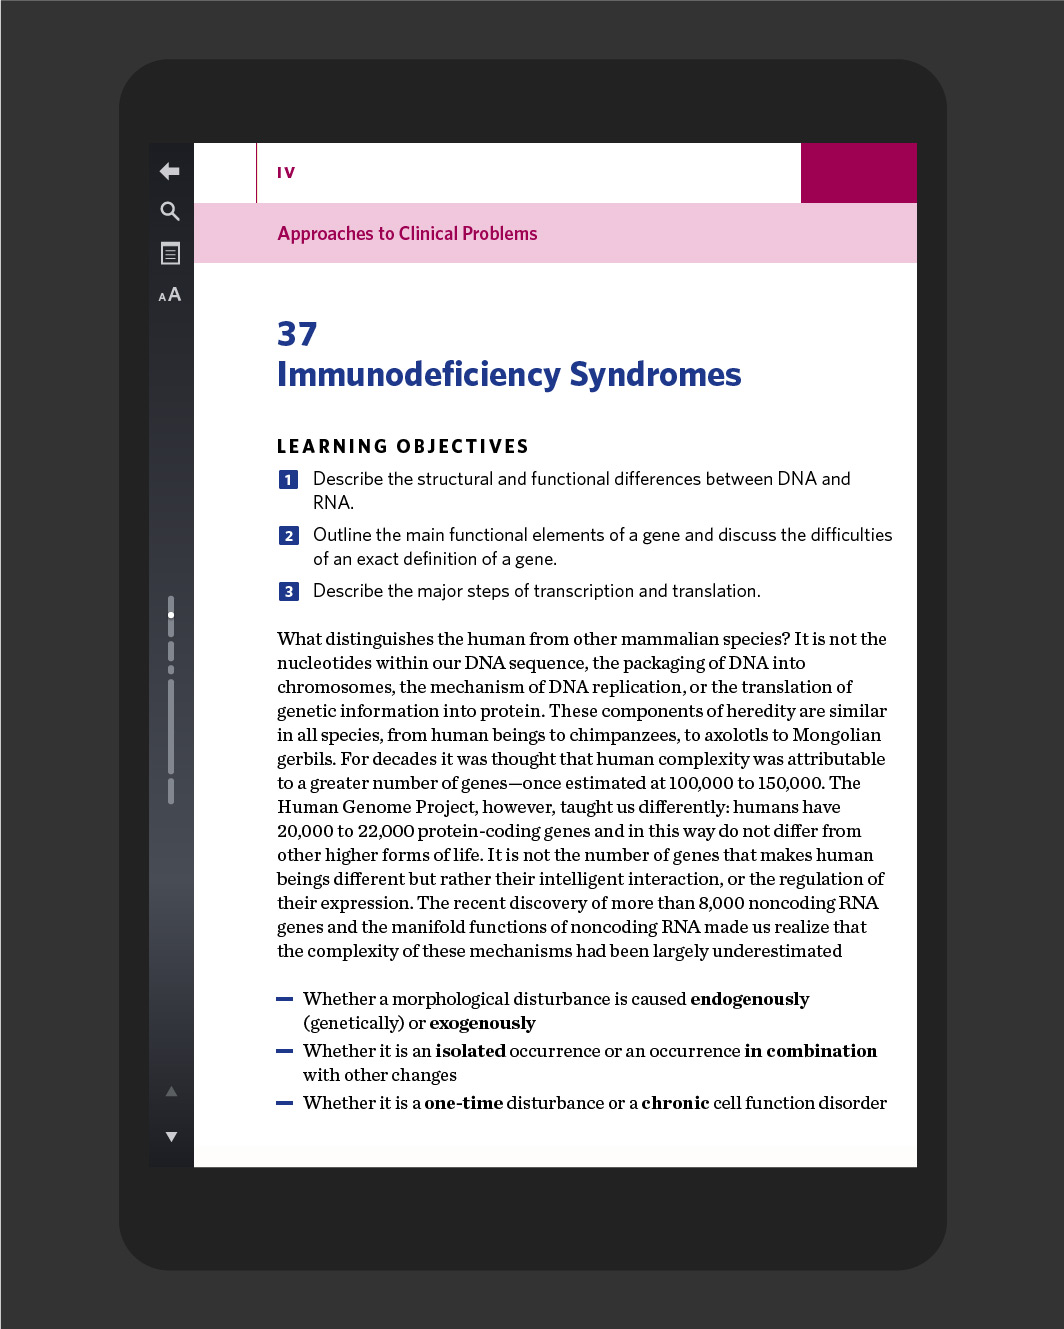 IV
Approaches to Clinical Problems
AA
37
Immunodeficiency Syndromes
LEARNING OBJECTIVES
1 Describe the structural and functional differences between DNA and
RNA.
2 Outline the main functional elements of a gene and discuss the difficulties
of an exact definition of a gene.
3 Describe the major steps of transcription and translation.
What distinguishes the human from other mammalian species? It is not the
nucleotides within our DNA sequence, the packaging of DNA into
chromosomes, the mechanism of DNA replication, or the translation of
genetic information into protein. These components of heredity are similar
in all species, from human beings to chimpanzees, to axolotls to Mongolian
gerbils. For decades it was thought that human complexity was attributable
to a greater number of genes—once estimated at 100,000 to 150,000. The
Human Genome Project, however, taught us differently: humans have
20,000 to 22,000 protein-coding genes and in this way do not differ from
other higher forms of life. It is not the number of genes that makes human
beings different but rather their intelligent interaction, or the regulation of
their expression. The recent discovery of more than 8,000 noncoding RNA
genes and the manifold functions of noncoding RNA made us realize that
the complexity of these mechanisms had been largely underestimated
— Whether a morphological disturbance is caused endogenously
(genetically) or exogenously
— Whether it is an isolated occurrence or an occurrence in combination
with other changes
— Whether it is a one-time disturbance or a chronic cell function disorder